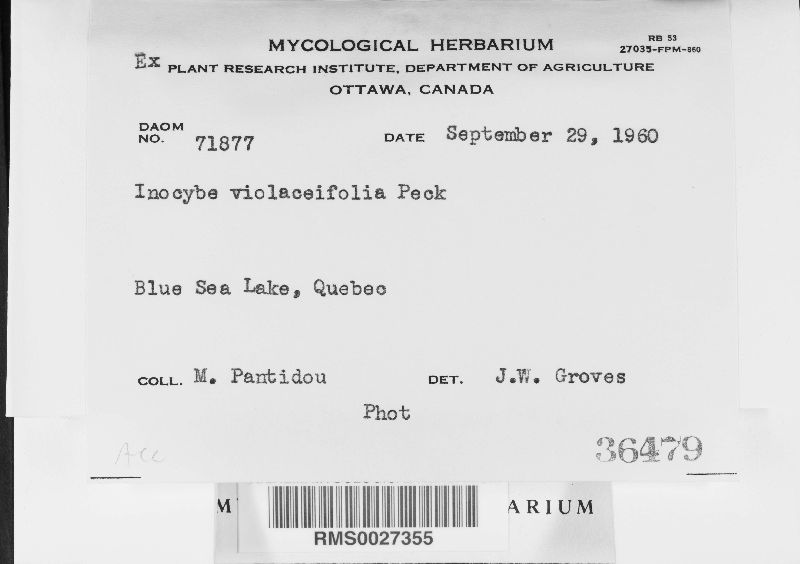 RB 53
MYCOLOGICAL HERBARIUM 27035-FPM-860
Ex PLANT RESEARCH INSTITUTE, DEPARTMENT OF AGRICULTURE
OTTAWA, CANADA
DAOM NO. 71877 DATE September 29, 1960
Inocybe violaceifolia Peck
Blue Sea Lake, Quebec
COLL. M. Pantidou DET. J.W. Groves
Phot
Acc 36479
M ARIUM
RMS0027355